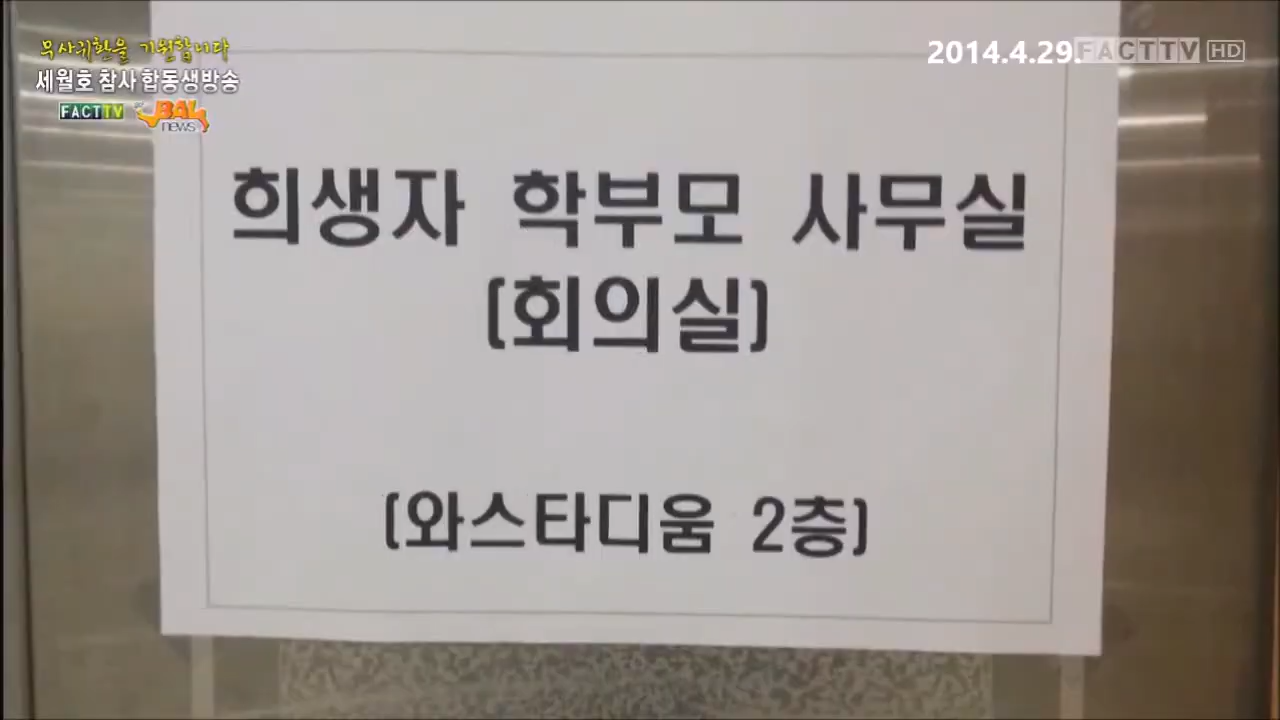 무사귀환을 기원합니다
세월호 참사 합동생방송
FACTTV
BAL
news
2014.4.29.
FACTTV HD
희생자 학부모 사무실
(회의실)
(와스타디움 2층)